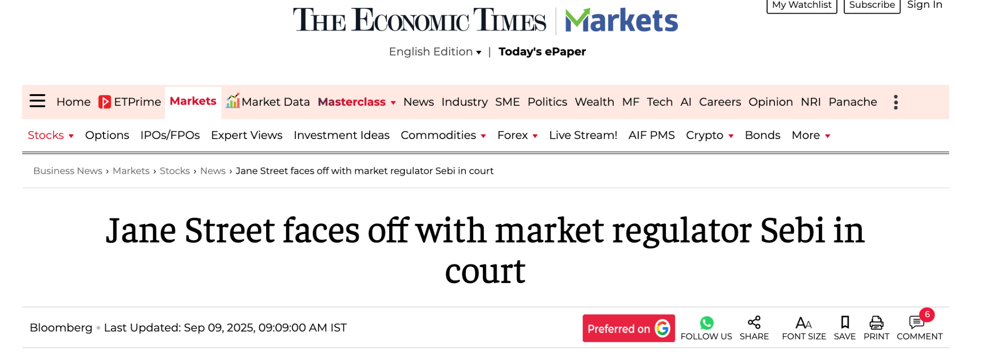 My Watchlist Subscribe Sign In
THE ECONOMIC TIMES | Markets
English Edition ▾ | Today's ePaper
Home ETPrime Markets Market Data Masterclass ▾ News Industry SME Politics Wealth MF Tech AI Careers Opinion NRI Panache
Stocks ▾ Options IPOs/FPOs Expert Views Investment Ideas Commodities ▾ Forex ▾ Live Stream! AIF PMS Crypto ▾ Bonds More ▾
Business News › Markets › Stocks › News › Jane Street faces off with market regulator Sebi in court
Jane Street faces off with market regulator Sebi in
court
Bloomberg • Last Updated: Sep 09, 2025, 09:09:00 AM IST
Preferred on G
FOLLOW US SHARE FONT SIZE SAVE PRINT COMMENT 6